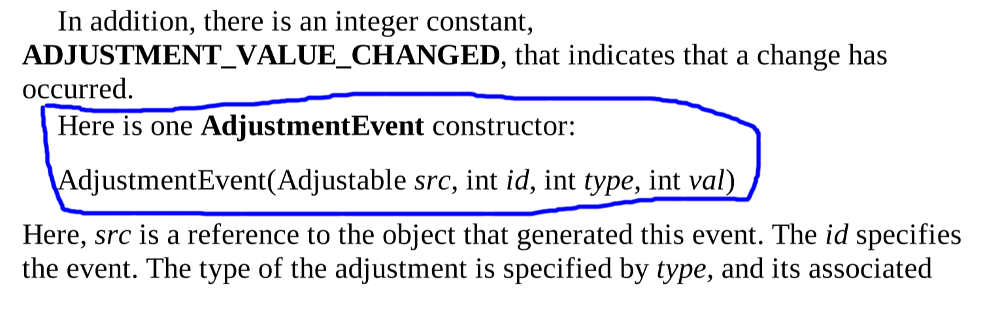 In addition, there is an integer constant,
ADJUSTMENT_VALUE_CHANGED, that indicates that a change has
occurred.
Here is one AdjustmentEvent constructor:
AdjustmentEvent(Adjustable src, int id, int type, int val)
Here, src is a reference to the object that generated this event. The id specifies
the event. The type of the adjustment is specified by type, and its associated